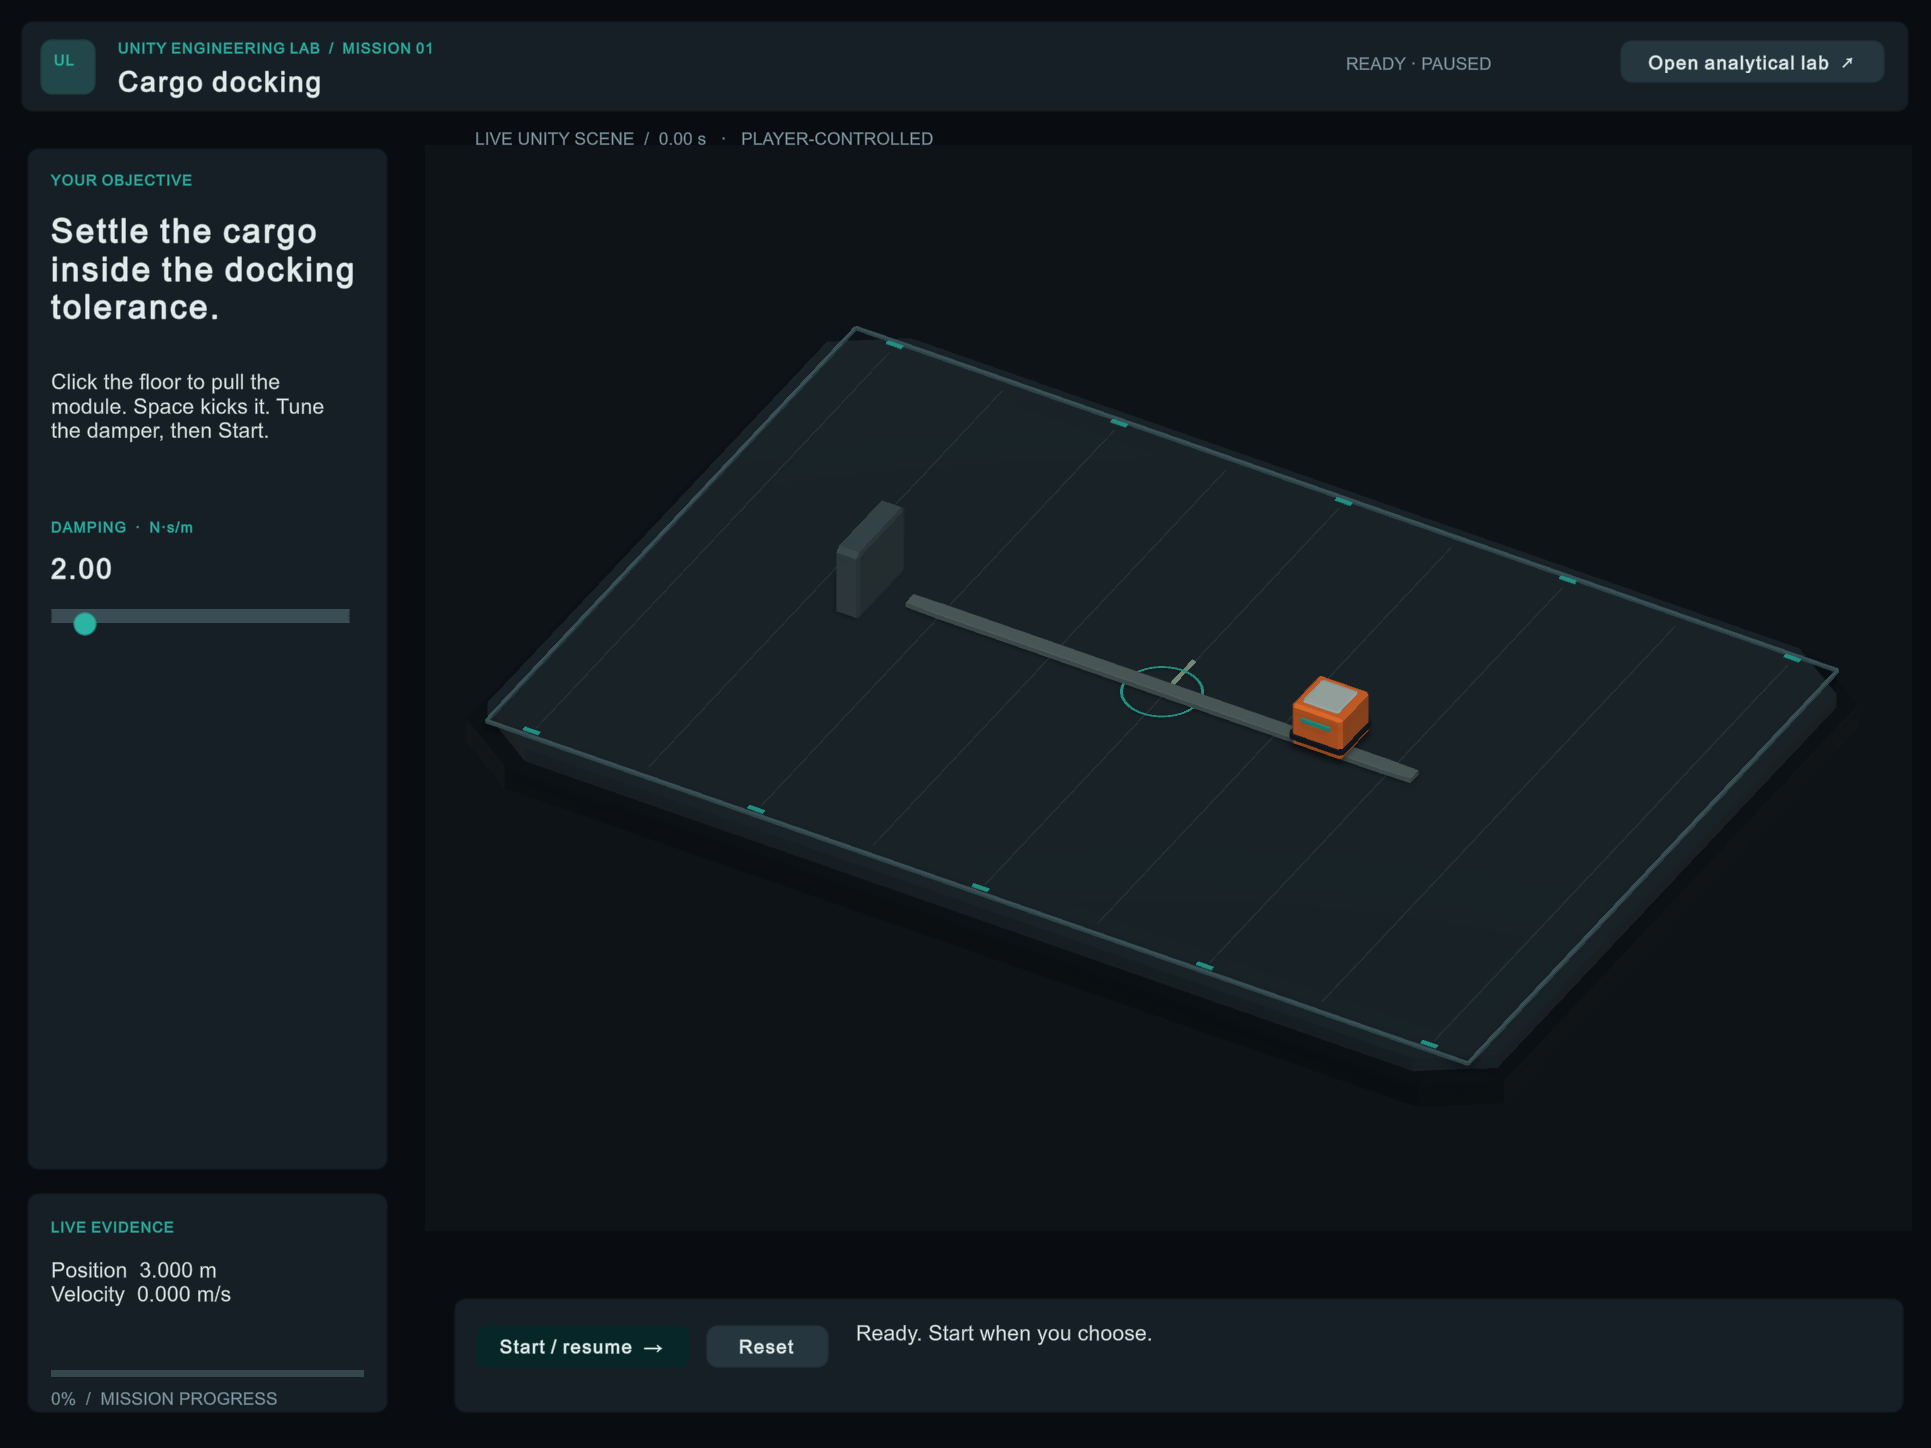 UL
UNITY ENGINEERING LAB / MISSION 01
Cargo docking
READY · PAUSED
Open analytical lab ↗
LIVE UNITY SCENE / 0.00 s · PLAYER-CONTROLLED
YOUR OBJECTIVE
Settle the cargo
inside the docking
tolerance.
Click the floor to pull the
module. Space kicks it. Tune
the damper, then Start.
DAMPING · N·s/m
2.00
LIVE EVIDENCE
Position 3.000 m
Velocity 0.000 m/s
0% / MISSION PROGRESS
Start / resume →
Reset
Ready. Start when you choose.